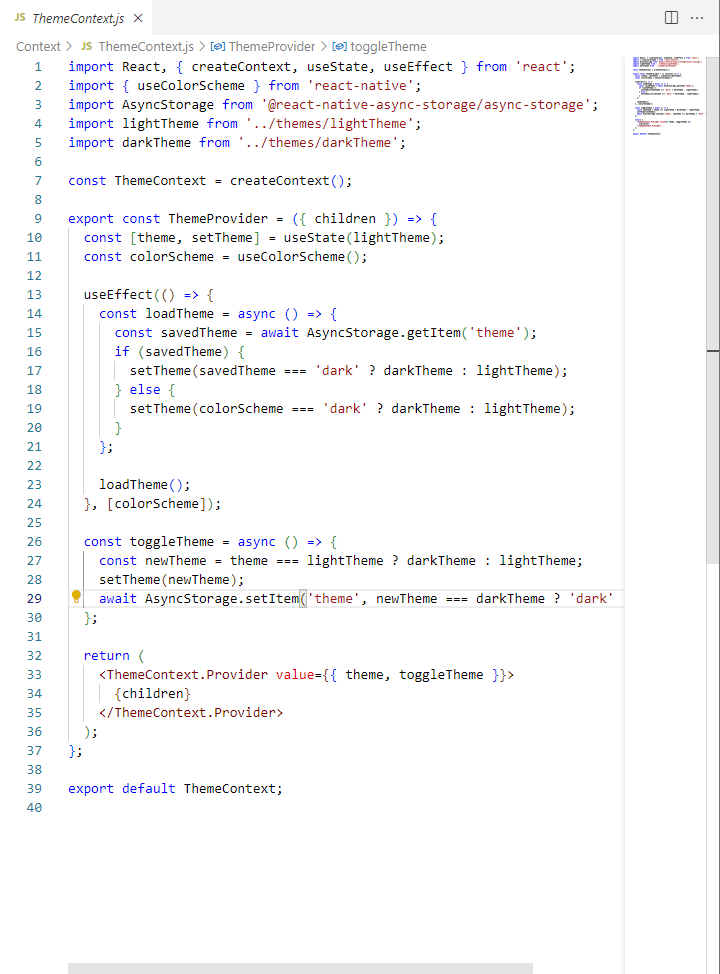 JS ThemeContext.js ×
Context > JS ThemeContext.js > ThemeProvider > toggleTheme
1 import React, { createContext, useState, useEffect } from 'react';
2 import { useColorScheme } from 'react-native';
3 import AsyncStorage from '@react-native-async-storage/async-storage';
4 import lightTheme from '../themes/lightTheme';
5 import darkTheme from '../themes/darkTheme';
6
7 const ThemeContext = createContext();
8
9 export const ThemeProvider = ({ children }) => {
10   const [theme, setTheme] = useState(lightTheme);
11   const colorScheme = useColorScheme();
12
13   useEffect(() => {
14     const loadTheme = async () => {
15       const savedTheme = await AsyncStorage.getItem('theme');
16       if (savedTheme) {
17         setTheme(savedTheme === 'dark' ? darkTheme : lightTheme);
18       } else {
19         setTheme(colorScheme === 'dark' ? darkTheme : lightTheme);
20       }
21     };
22
23     loadTheme();
24   }, [colorScheme]);
25
26   const toggleTheme = async () => {
27     const newTheme = theme === lightTheme ? darkTheme : lightTheme;
28     setTheme(newTheme);
29     await AsyncStorage.setItem('theme', newTheme === darkTheme ? 'dark'
30   };
31
32   return (
33     <ThemeContext.Provider value={{ theme, toggleTheme }}>
34       {children}
35     </ThemeContext.Provider>
36   );
37 };
38
39 export default ThemeContext;
40